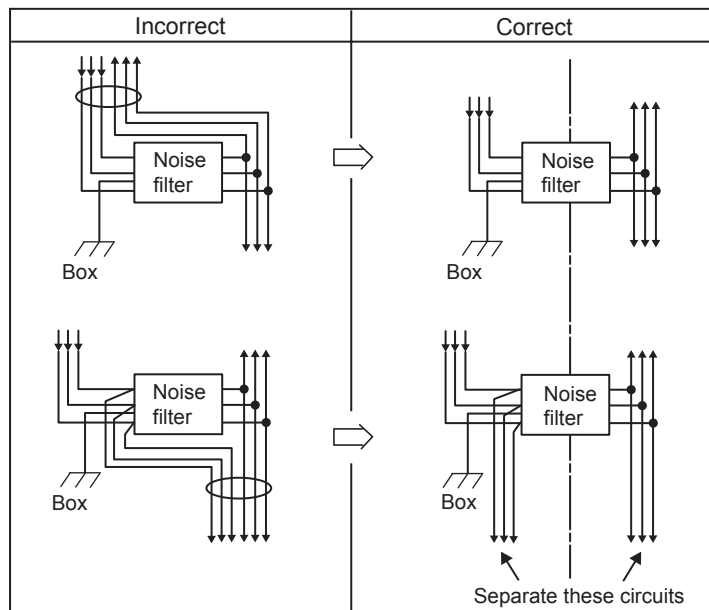 Incorrect
Correct
Noise
filter
Box
Noise
filter
Box
Noise
filter
Box
Noise
filter
Box
Separate these circuits